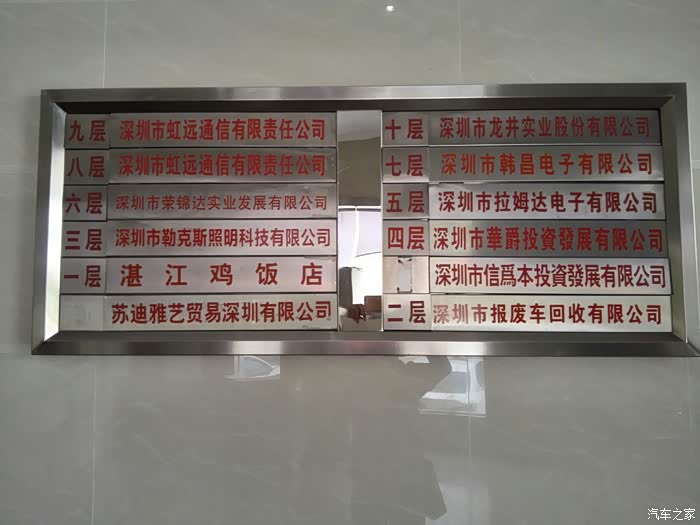 九层 深圳市虹远通信有限责任公司
八层 深圳市虹远通信有限责任公司
六层 深圳市荣锦达实业发展有限公司
三层 深圳市勒克斯照明科技有限公司
一层 湛江鸡饭店
苏迪雅艺贸易深圳有限公司
十层 深圳市龙井实业股份有限公司
七层 深圳市韩昌电子有限公司
五层 深圳市拉姆达电子有限公司
四层 深圳市華爵投資發展有限公司
深圳市信爲本投資發展有限公司
二层 深圳市报废车回收有限公司
汽车之家